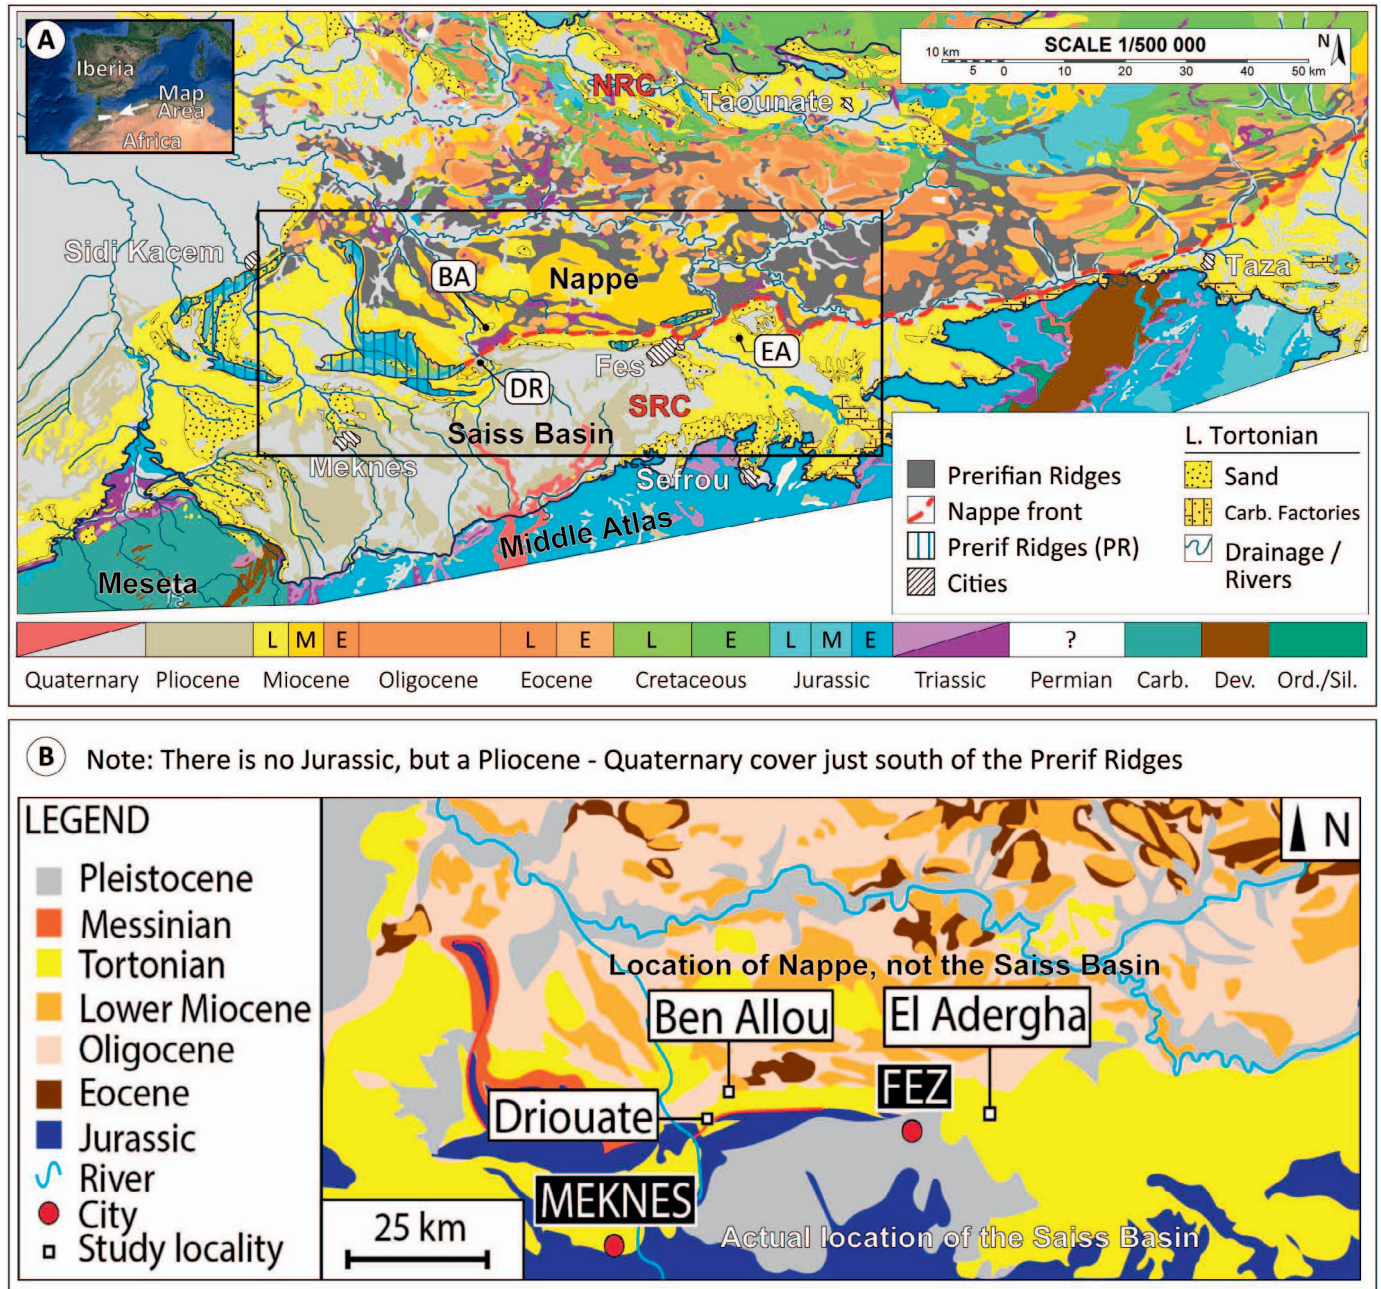 A
Iberia
Map
Area
Africa
SCALE 1/500 000
N
10 km
5 0 10 20 30 40 50 km
NRC
Taounate
Sidi Kacem
BA
Nappe
Taza
Fes
EA
DR
SRC
Saiss Basin
Meknes
Sefrou
Middle Atlas
Meseta
Prerifian Ridges
Nappe front
Prerif Ridges (PR)
Cities
L. Tortonian
Sand
Carb. Factories
Drainage /
Rivers
L M E L E L E L M E ?
Quaternary Pliocene Miocene Oligocene Eocene Cretaceous Jurassic Triassic Permian Carb. Dev. Ord./Sil.
B Note: There is no Jurassic, but a Pliocene - Quaternary cover just south of the Prerif Ridges
LEGEND
Pleistocene
Messinian
Tortonian
Lower Miocene
Oligocene
Eocene
Jurassic
River
City
Study locality
N
Location of Nappe, not the Saiss Basin
Ben Allou
El Adergha
FEZ
Driouate
MEKNES
25 km
Actual location of the Saiss Basin